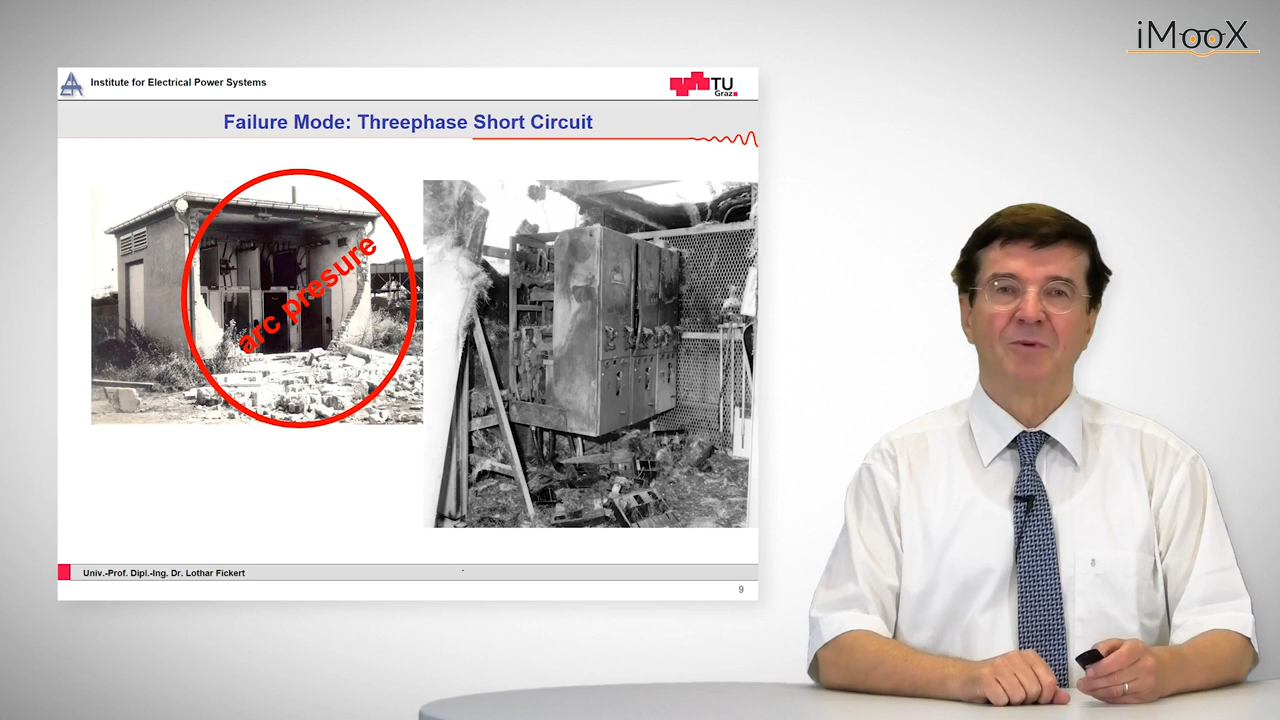 iMooX
Institute for Electrical Power Systems
TU
Graz
Failure Mode: Threephase Short Circuit
arc presure
Univ.-Prof. Dipl.-Ing. Dr. Lothar Fickert
9